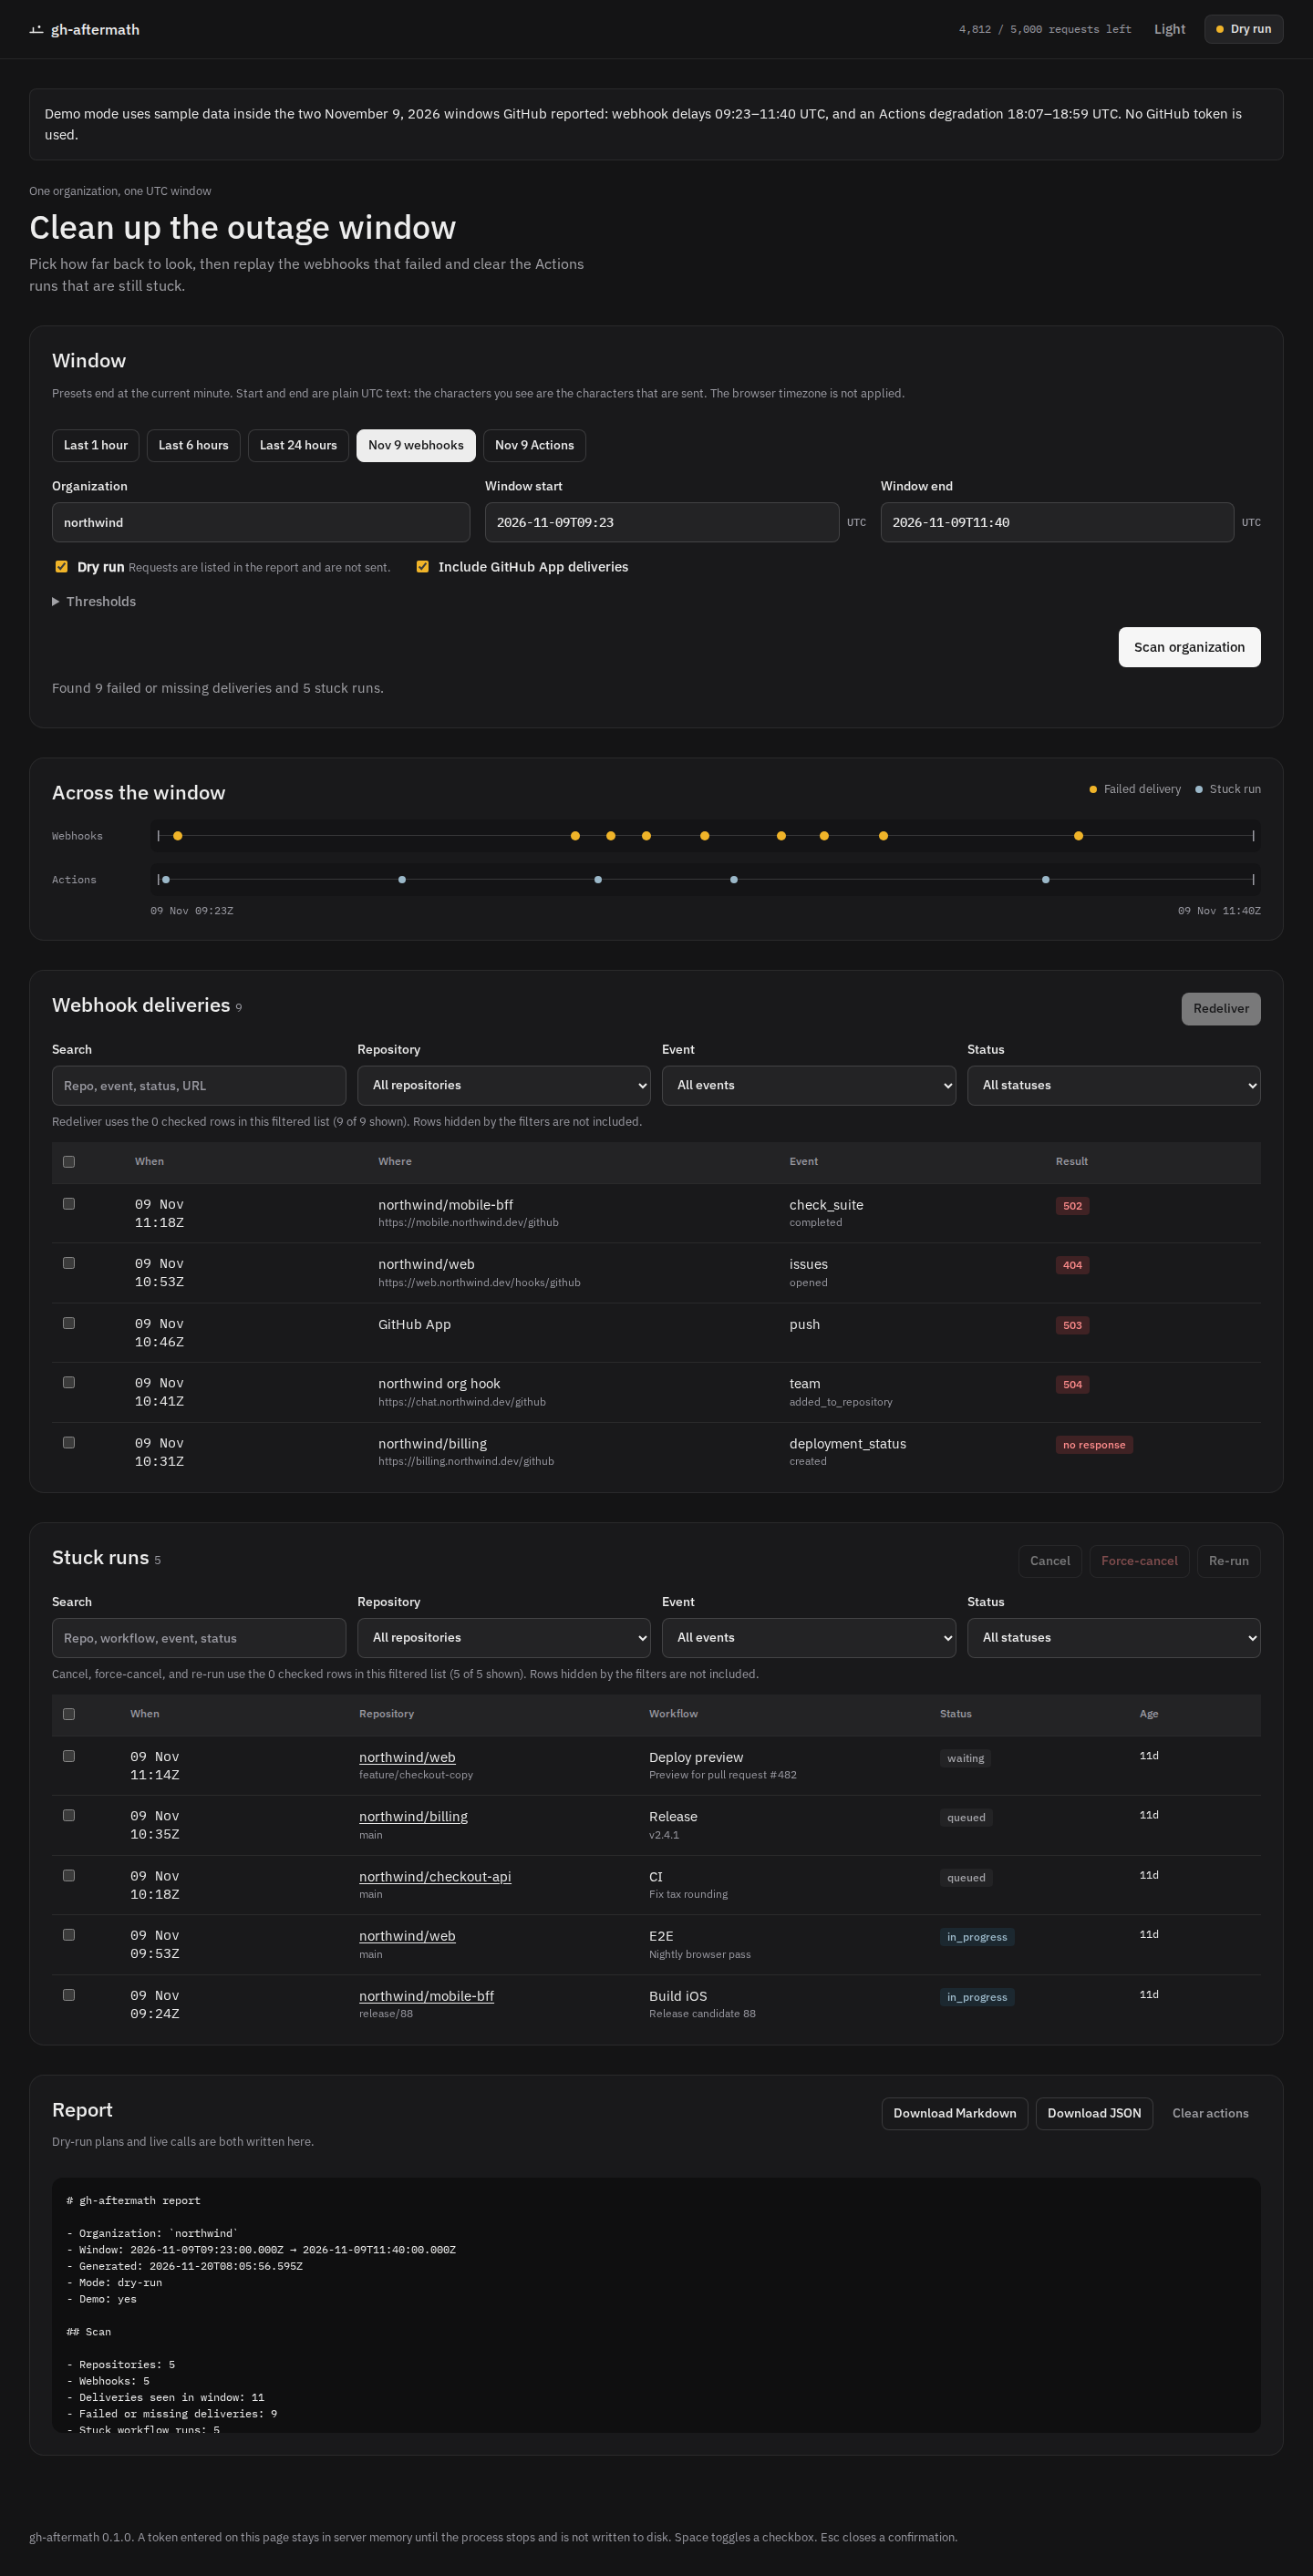 gh-aftermath
4,812 / 5,000 requests left
Light
Dry run
Demo mode uses sample data inside the two November 9, 2026 windows GitHub reported: webhook delays 09:23–11:40 UTC, and an Actions degradation 18:07–18:59 UTC. No GitHub token is
used.
One organization, one UTC window
Clean up the outage window
Pick how far back to look, then replay the webhooks that failed and clear the Actions
runs that are still stuck.
Window
Presets end at the current minute. Start and end are plain UTC text: the characters you see are the characters that are sent. The browser timezone is not applied.
Last 1 hour
Last 6 hours
Last 24 hours
Nov 9 webhooks
Nov 9 Actions
Organization
Window start
Window end
northwind
2026-11-09T09:23
UTC
2026-11-09T11:40
UTC
Dry run Requests are listed in the report and are not sent.
Include GitHub App deliveries
Thresholds
Scan organization
Found 9 failed or missing deliveries and 5 stuck runs.
Across the window
Failed delivery
Stuck run
Webhooks
Actions
09 Nov 09:23Z
09 Nov 11:40Z
Webhook deliveries 9
Redeliver
Search
Repository
Event
Status
Repo, event, status, URL
All repositories
All events
All statuses
Redeliver uses the 0 checked rows in this filtered list (9 of 9 shown). Rows hidden by the filters are not included.
When
Where
Event
Result
09 Nov
11:18Z
northwind/mobile-bff
https://mobile.northwind.dev/github
check_suite
completed
502
09 Nov
10:53Z
northwind/web
https://web.northwind.dev/hooks/github
issues
opened
404
09 Nov
10:46Z
GitHub App
push
503
09 Nov
10:41Z
northwind org hook
https://chat.northwind.dev/github
team
added_to_repository
504
09 Nov
10:31Z
northwind/billing
https://billing.northwind.dev/github
deployment_status
created
no response
Stuck runs 5
Cancel
Force-cancel
Re-run
Search
Repository
Event
Status
Repo, workflow, event, status
All repositories
All events
All statuses
Cancel, force-cancel, and re-run use the 0 checked rows in this filtered list (5 of 5 shown). Rows hidden by the filters are not included.
When
Repository
Workflow
Status
Age
09 Nov
11:14Z
northwind/web
feature/checkout-copy
Deploy preview
Preview for pull request #482
waiting
11d
09 Nov
10:35Z
northwind/billing
main
Release
v2.4.1
queued
11d
09 Nov
10:18Z
northwind/checkout-api
main
CI
Fix tax rounding
queued
11d
09 Nov
09:53Z
northwind/web
main
E2E
Nightly browser pass
in_progress
11d
09 Nov
09:24Z
northwind/mobile-bff
release/88
Build iOS
Release candidate 88
in_progress
11d
Report
Download Markdown
Download JSON
Clear actions
Dry-run plans and live calls are both written here.
# gh-aftermath report
- Organization: `northwind`
- Window: 2026-11-09T09:23:00.000Z → 2026-11-09T11:40:00.000Z
- Generated: 2026-11-20T08:05:56.595Z
- Mode: dry-run
- Demo: yes
## Scan
- Repositories: 5
- Webhooks: 5
- Deliveries seen in window: 11
- Failed or missing deliveries: 9
- Stuck workflow runs: 5
gh-aftermath 0.1.0. A token entered on this page stays in server memory until the process stops and is not written to disk. Space toggles a checkbox. Esc closes a confirmation.